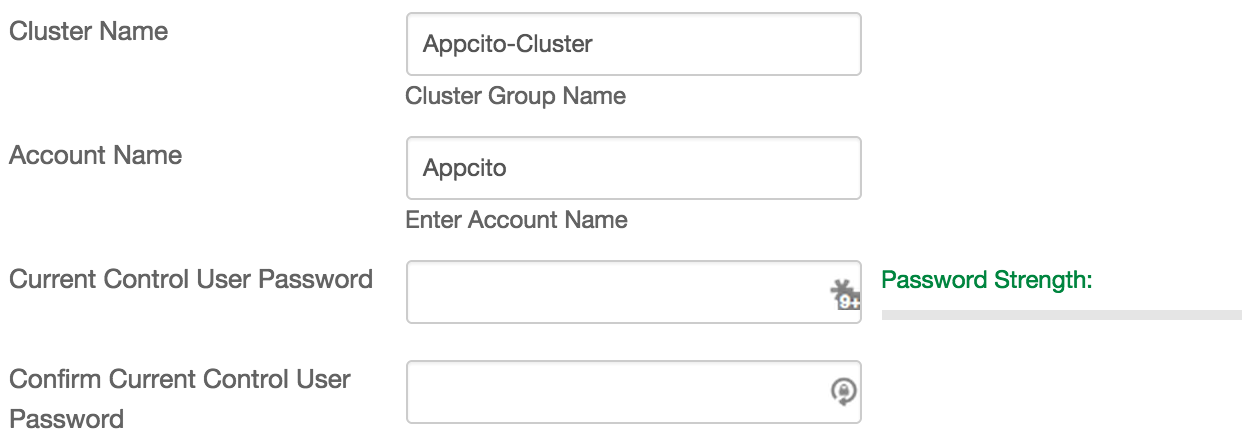 Cluster Name
Appcito-Cluster
Cluster Group Name
Account Name
Appcito
Enter Account Name
Current Control User Password
9+
Password Strength:
Confirm Current Control User
Password